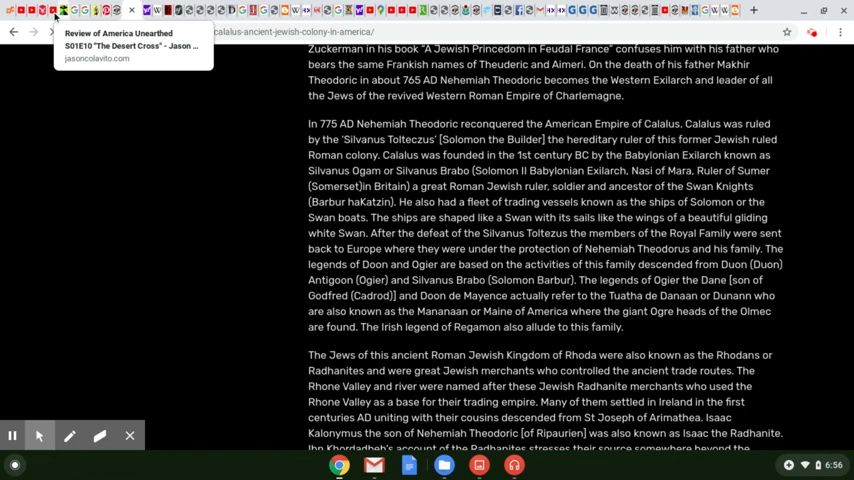 Review of America Unearthed
S01E10 "The Desert Cross" - Jason ...
jasoncolavito.com
calalus-ancient-jewish-colony-in-america/
Zuckerman in his book "A Jewish Princedom in Feudal France" confuses him with his father who
bears the same Frankish names of Theuderic and Aimeri. On the death of his father Makhir
Theodoric in about 765 AD Nehemiah Theodoric becomes the Western Exilarch and leader of all
the Jews of the revived Western Roman Empire of Charlemagne.
In 775 AD Nehemiah Theodoric reconquered the American Empire of Calalus. Calalus was ruled
by the 'Silvanus Tolteczus' [Solomon the Builder] the hereditary ruler of this former Jewish ruled
Roman colony. Calalus was founded in the 1st century BC by the Babylonian Exilarch known as
Silvanus Ogam or Silvanus Brabo (Solomon II Babylonian Exilarch, Nasi of Mara, Ruler of Sumer
(Somerset)in Britain) a great Roman Jewish ruler, soldier and ancestor of the Swan Knights
(Barbur haKatzin). He also had a fleet of trading vessels known as the ships of Solomon or the
Swan boats. The ships are shaped like a Swan with its sails like the wings of a beautiful gliding
white Swan. After the defeat of the Silvanus Toltezus the members of the Royal Family were sent
back to Europe where they were under the protection of Nehemiah Theodorus and his family. The
legends of Doon and Ogier are based on the activities of this family descended from Duon (Duon)
Antigoon (Ogier) and Silvanus Brabo (Solomon Barbur). The legends of Ogier the Dane [son of
Godfred (Cadrod)] and Doon de Mayence actually refer to the Tuatha de Danaan or Dunann who
are also known as the Mananaan or Maine of America where the giant Ogre heads of the Olmec
are found. The Irish legend of Regamon also allude to this family.
The Jews of this ancient Roman Jewish Kingdom of Rhoda were also known as the Rhodans or
Radhanites and were great Jewish merchants who controlled the ancient trade routes. The
Rhone Valley and river were named after these Jewish Radhanite merchants who used the
Rhone Valley as a base for their trading empire. Many of them settled in Ireland in the first
centuries AD uniting with their cousins descended from St Joseph of Arimathea. Isaac
Kalonymus the son of Nehemiah Theodoric [of Ripaurien] was also known as Isaac the Radhanite.
Ibn Khordadbeh's account of the Radhanites stresses their source somewhere beyond the
6:56